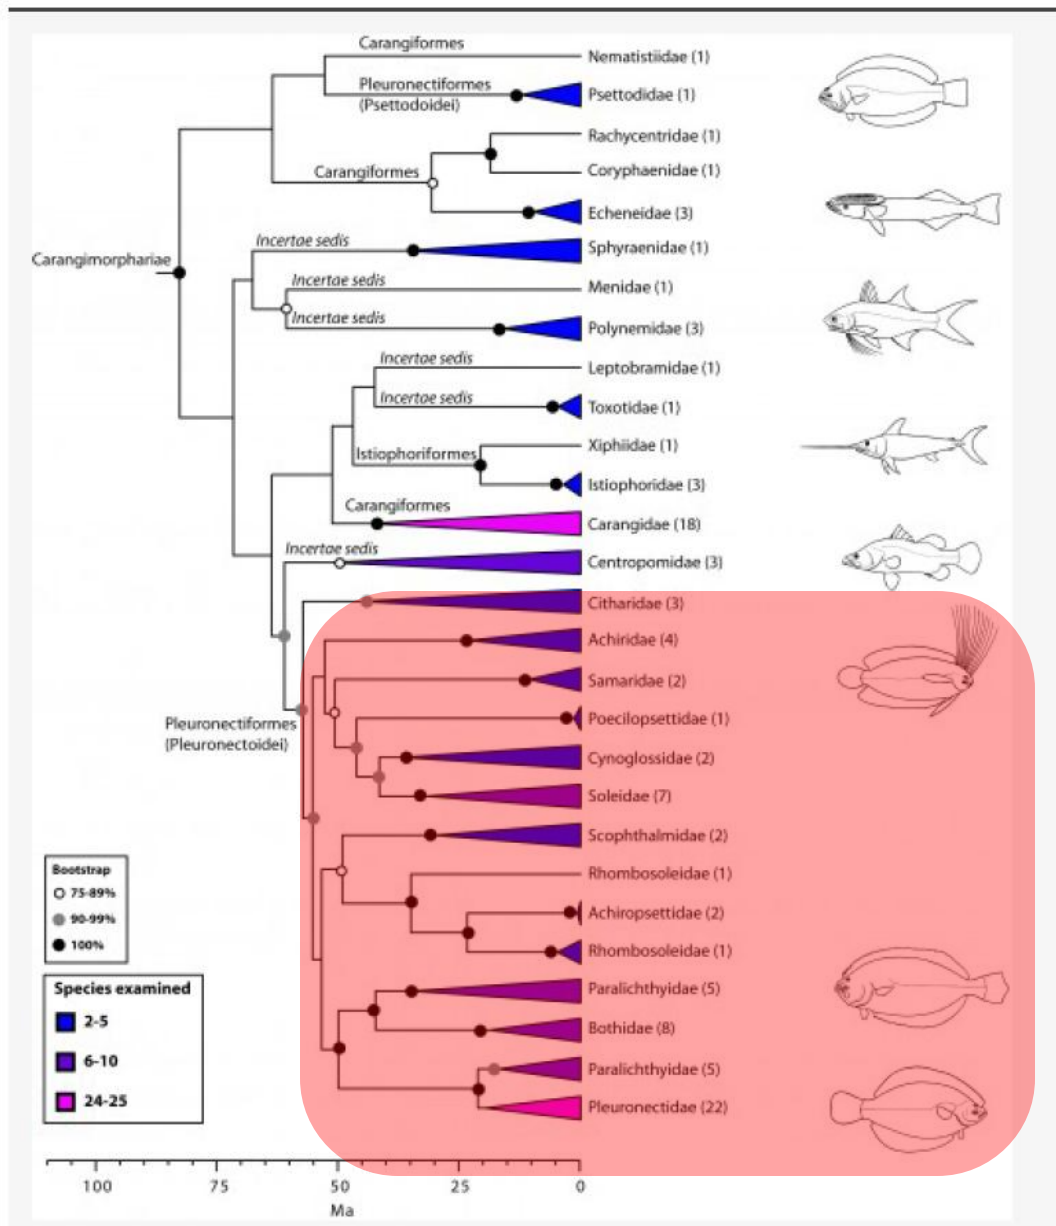 Carangiformes
Nematistiidae (1)
Pleuronectiformes
(Psettodoidei)
Psettodidae (1)
Rachycentridae (1)
Carangiformes
Coryphaenidae (1)
Echeneidae (3)
Incertae sedis
Sphyraenidae (1)
Carangimorphariae
Incertae sedis
Menidae (1)
Incertae sedis
Polynemidae (3)
Incertae sedis
Leptobramidae (1)
Incertae sedis
Toxotidae (1)
Xiphiidae (1)
Istiophoriformes
Istiophoridae (3)
Carangiformes
Carangidae (18)
Incertae sedis
Centropomidae (3)
Citharidae (3)
Achiridae (4)
Samaridae (2)
Poecilopsettidae (1)
Pleuronectiformes
(Pleuronectoidei)
Cynoglossidae (2)
Soleidae (7)
Scophthalmidae (2)
Rhombosoleidae (1)
Achiropsettidae (2)
Rhombosoleidae (1)
Paralichthyidae (5)
Bothidae (8)
Paralichthyidae (5)
Pleuronectidae (22)
Bootstrap
75-89%
90-99%
100%
Species examined
2-5
6-10
24-25
100 75 50 25 0
Ma